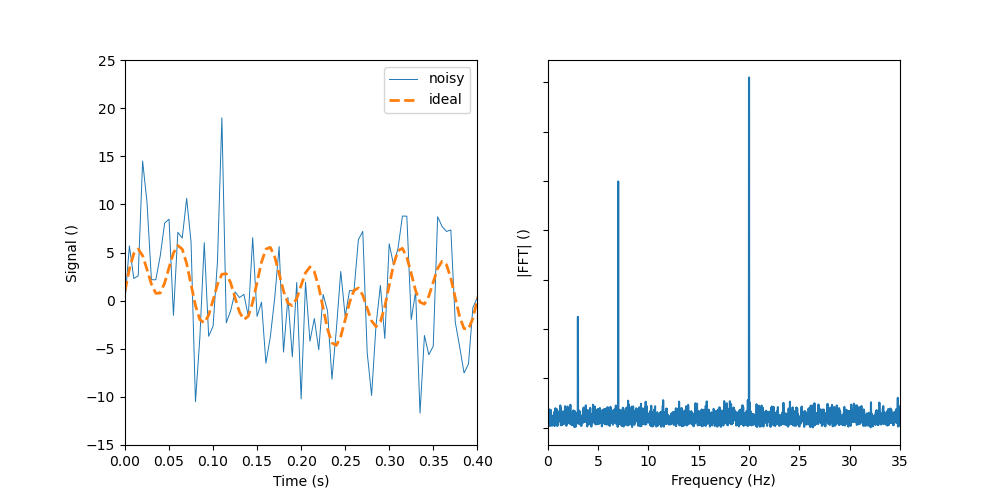 25
20
15
10
5
0
−5
−10
−15
Signal ()
0.00 0.05 0.10 0.15 0.20 0.25 0.30 0.35 0.40
Time (s)
noisy
ideal
|FFT| ()
0 5 10 15 20 25 30 35
Frequency (Hz)